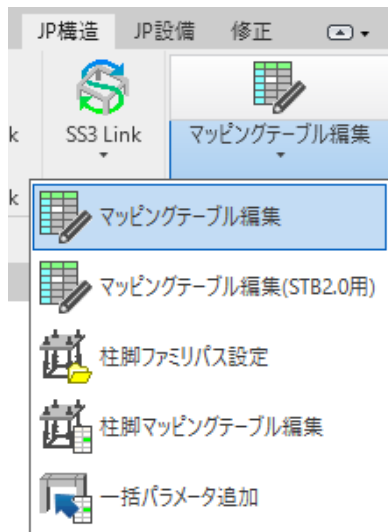 JP構造 JP設備 修正
k SS3 Link マッピングテーブル編集
k
マッピングテーブル編集
マッピングテーブル編集(STB2.0用)
柱脚ファミリパス設定
柱脚マッピングテーブル編集
一括パラメータ追加